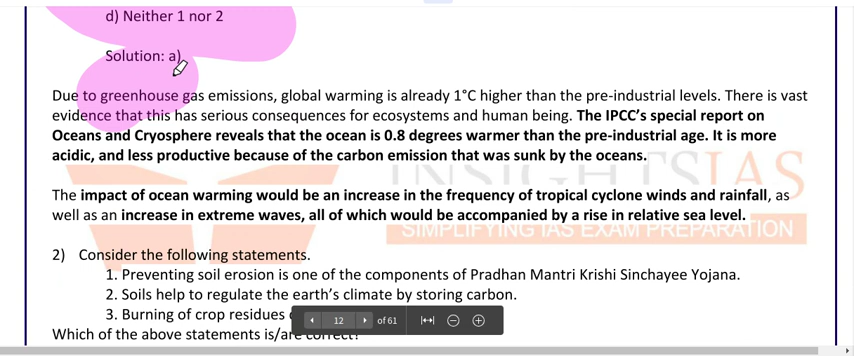 d) Neither 1 nor 2
Solution: a)
Due to greenhouse gas emissions, global warming is already 1°C higher than the pre-industrial levels. There is vast
evidence that this has serious consequences for ecosystems and human being. The IPCC's special report on
Oceans and Cryosphere reveals that the ocean is 0.8 degrees warmer than the pre-industrial age. It is more
acidic, and less productive because of the carbon emission that was sunk by the oceans.
INSIGHTSIAS
The impact of ocean warming would be an increase in the frequency of tropical cyclone winds and rainfall, as
well as an increase in extreme waves, all of which would be accompanied by a rise in relative sea level.
SIMPLIFYING IAS EXAM PREPARATION
2) Consider the following statements.
1. Preventing soil erosion is one of the components of Pradhan Mantri Krishi Sinchayee Yojana.
2. Soils help to regulate the earth's climate by storing carbon.
3. Burning of crop residues
12 of 61
Which of the above statements is/are correct?